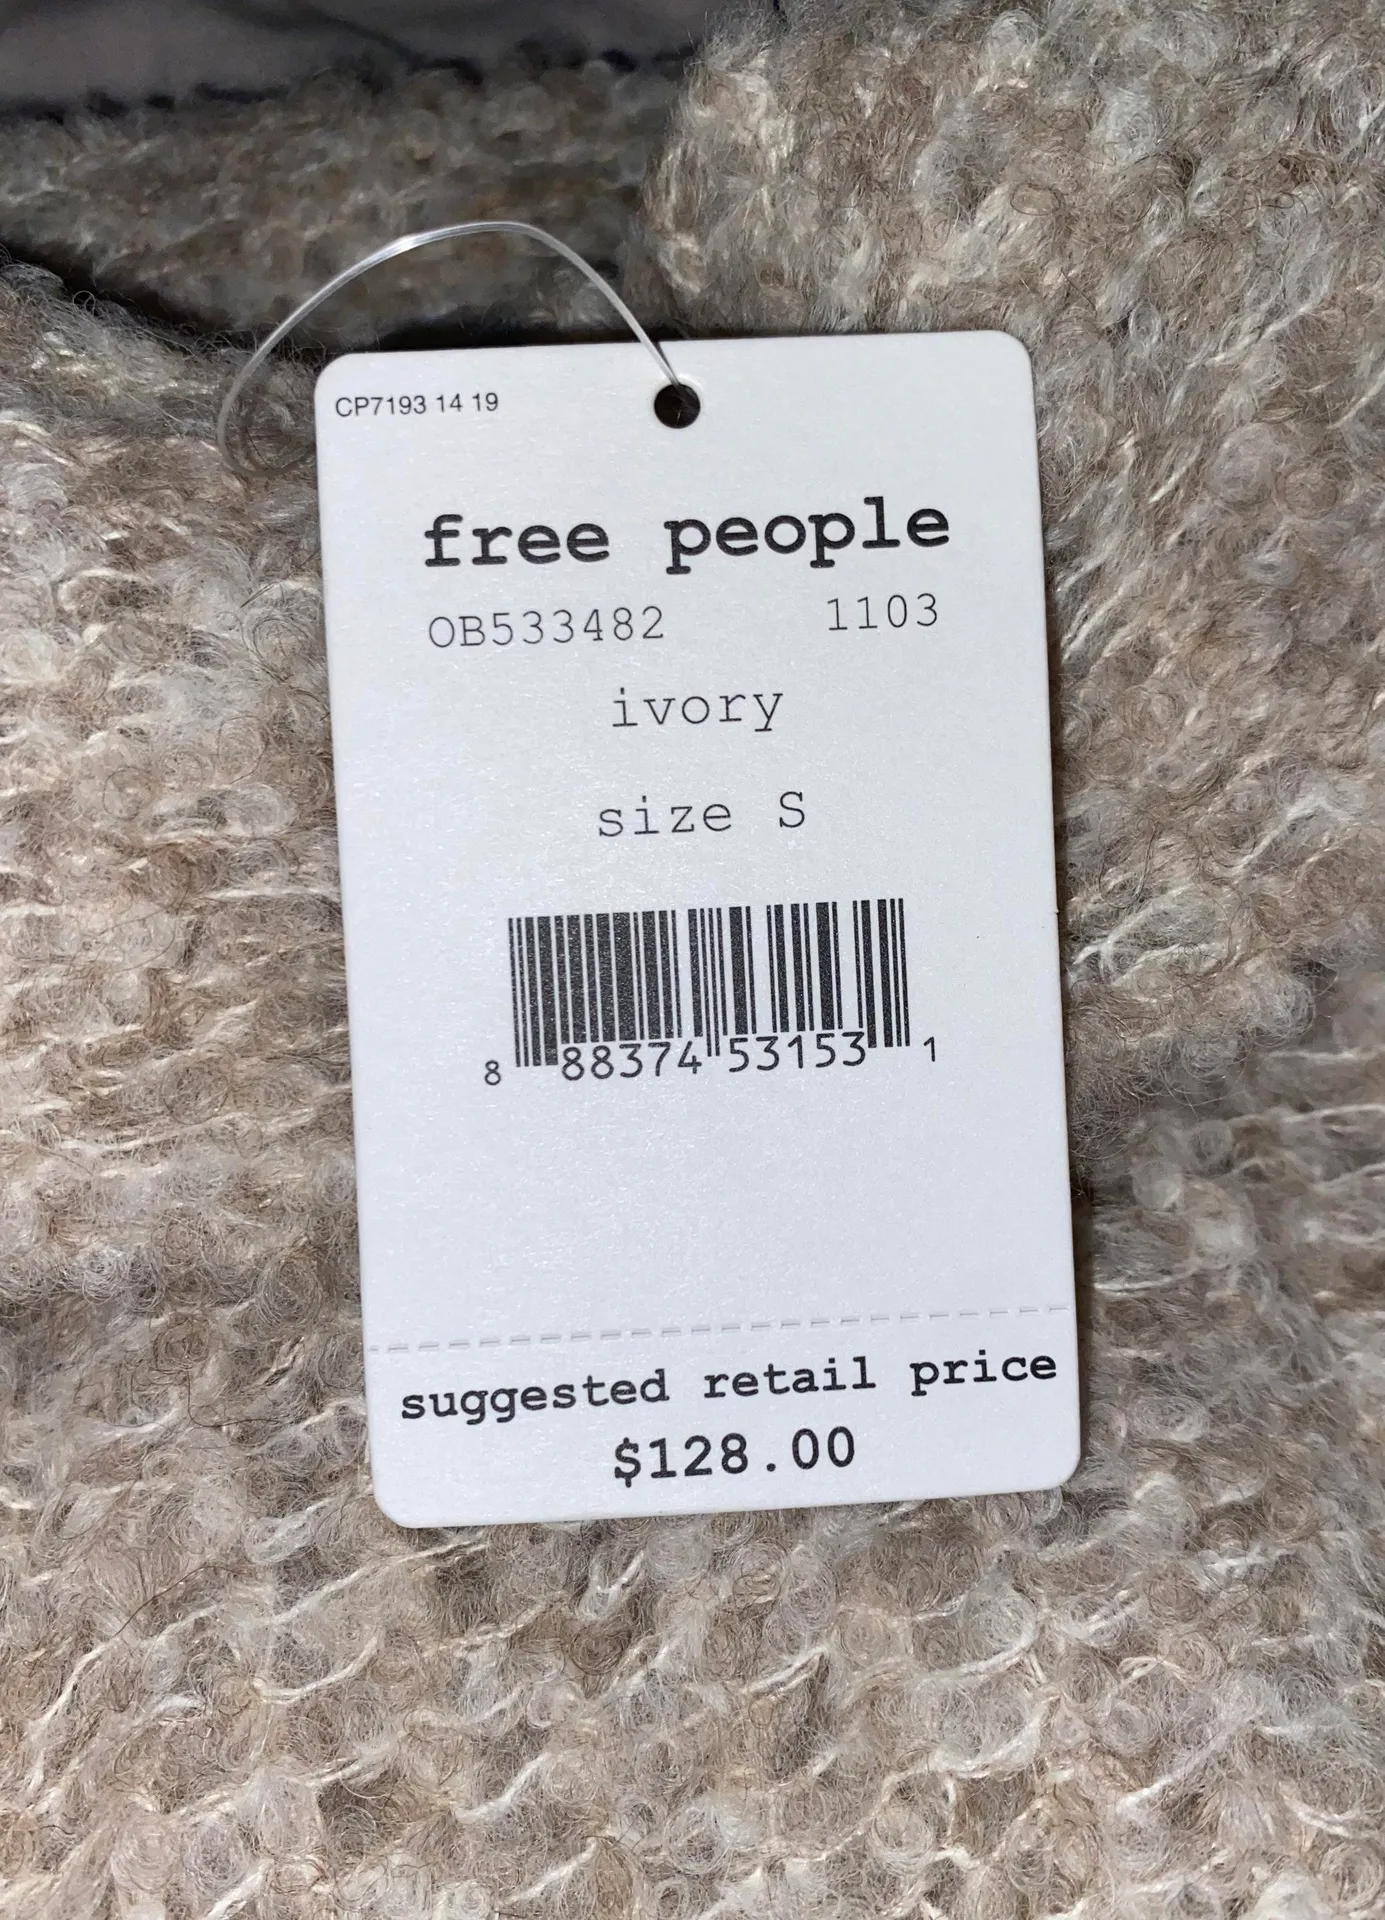 CP7193 14 19
free people
OB533482 1103
ivory
size S
8 88374 53153 1
suggested retail price
$128.00